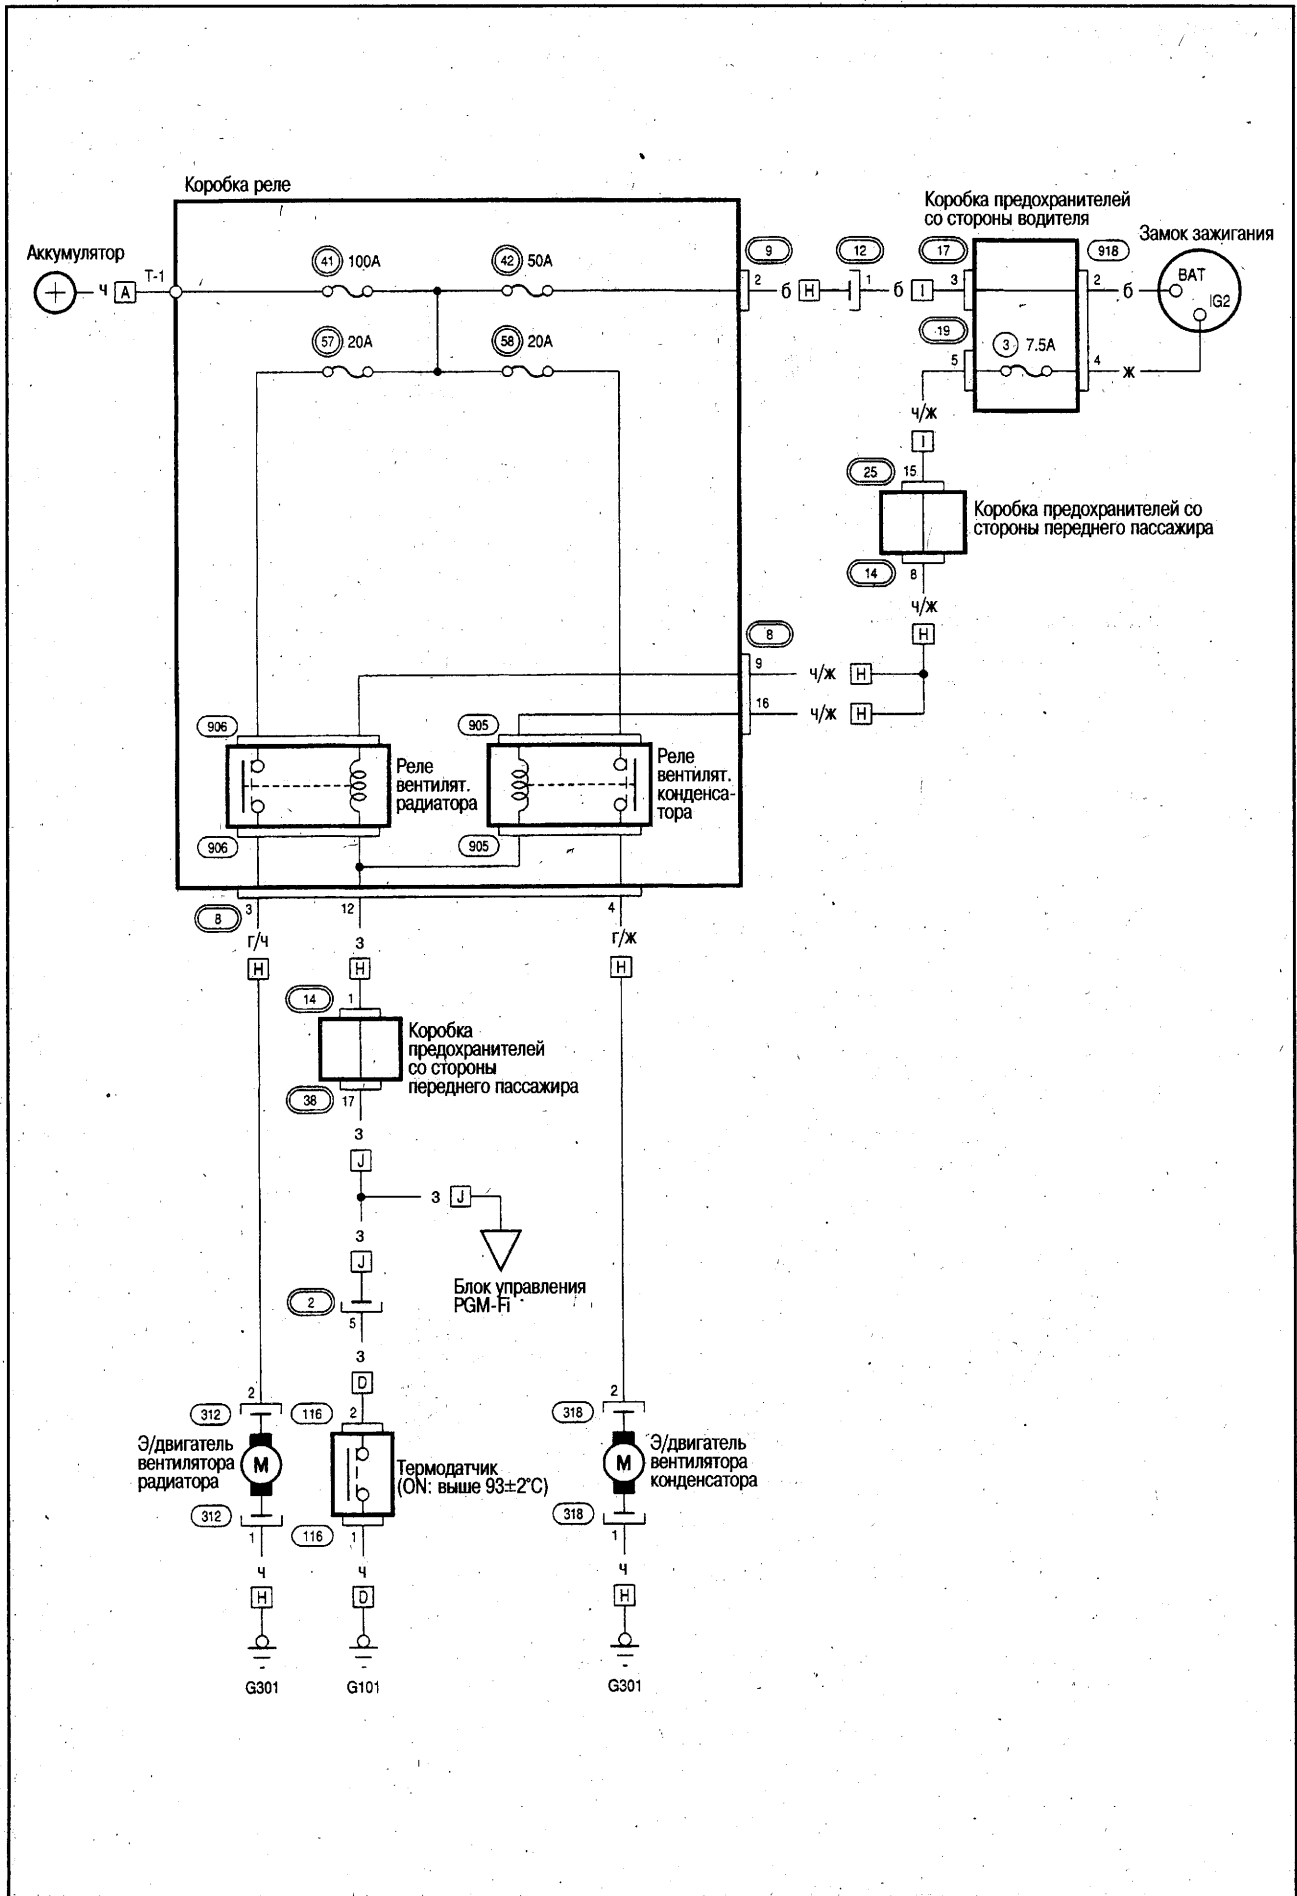 Коробка реле
Коробка предохранителей
со стороны водителя
Замок зажигания
Аккумулятор
Ч
A
T-1
41
100A
42
50A
57
20A
58
20A
9
2
б
H
12
1
б
I
17
3
19
5
3
7.5A
918
2
б
4
Ж
BAT
IG2
Ч/Ж
I
25
15
Коробка предохранителей со
стороны переднего пассажира
14
8
Ч/Ж
H
8
9
Ч/Ж
H
16
Ч/Ж
H
906
905
Реле
вентилят.
радиатора
Реле
вентилят.
конденса-
тора
906
905
8
3
12
4
Г/Ч
З
Г/Ж
H
H
H
14
1
Коробка
предохранителей
со стороны
переднего пассажира
38
17
З
J
З
J
З
J
Блок управления
PGM-Fi
2
5
З
D
2
312
116
2
2
318
Э/двигатель
вентилятора
радиатора
M
Термодатчик
(ON: выше 93±2°C)
M
Э/двигатель
вентилятора
конденсатора
312
1
116
1
318
1
Ч
Ч
Ч
H
D
H
G301
G101
G301